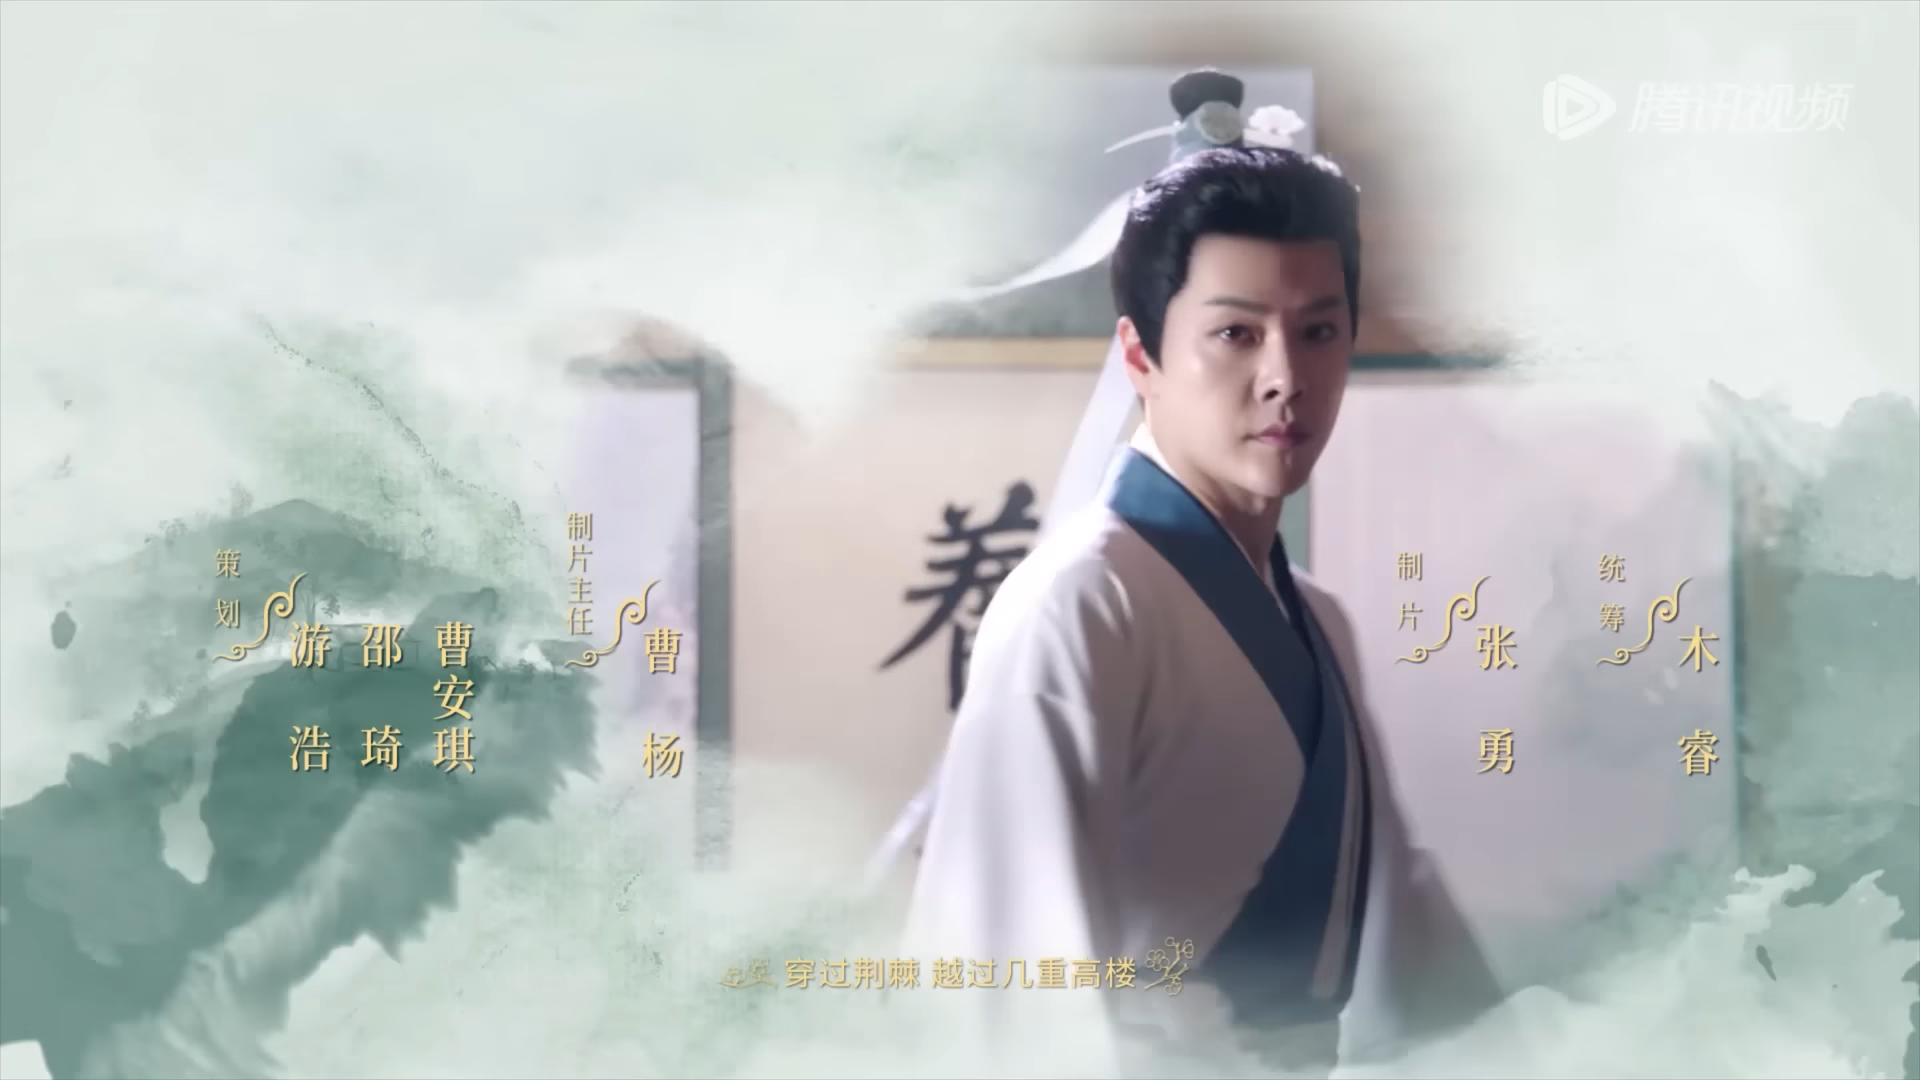 腾讯视频
策划
游浩
邵琦
曹安琪
制片主任
曹杨
制片
张勇
统筹
木睿
穿过荆棘 越过几重高楼